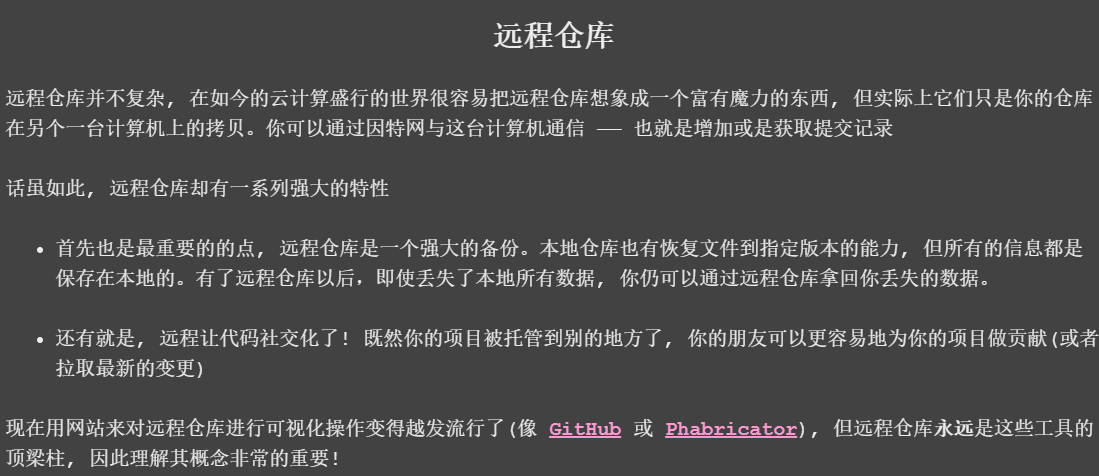 远程仓库
远程仓库并不复杂, 在如今的云计算盛行的世界很容易把远程仓库想象成一个富有魔力的东西, 但实际上它们只是你的仓库
在另个一台计算机上的拷贝。你可以通过因特网与这台计算机通信 —— 也就是增加或是获取提交记录
话虽如此, 远程仓库却有一系列强大的特性
• 首先也是最重要的的点, 远程仓库是一个强大的备份。本地仓库也有恢复文件到指定版本的能力, 但所有的信息都是
保存在本地的。有了远程仓库以后，即使丢失了本地所有数据, 你仍可以通过远程仓库拿回你丢失的数据。
• 还有就是, 远程让代码社交化了! 既然你的项目被托管到别的地方了, 你的朋友可以更容易地为你的项目做贡献(或者
拉取最新的变更)
现在用网站来对远程仓库进行可视化操作变得越发流行了(像 GitHub 或 Phabricator), 但远程仓库永远是这些工具的
顶梁柱, 因此理解其概念非常的重要!